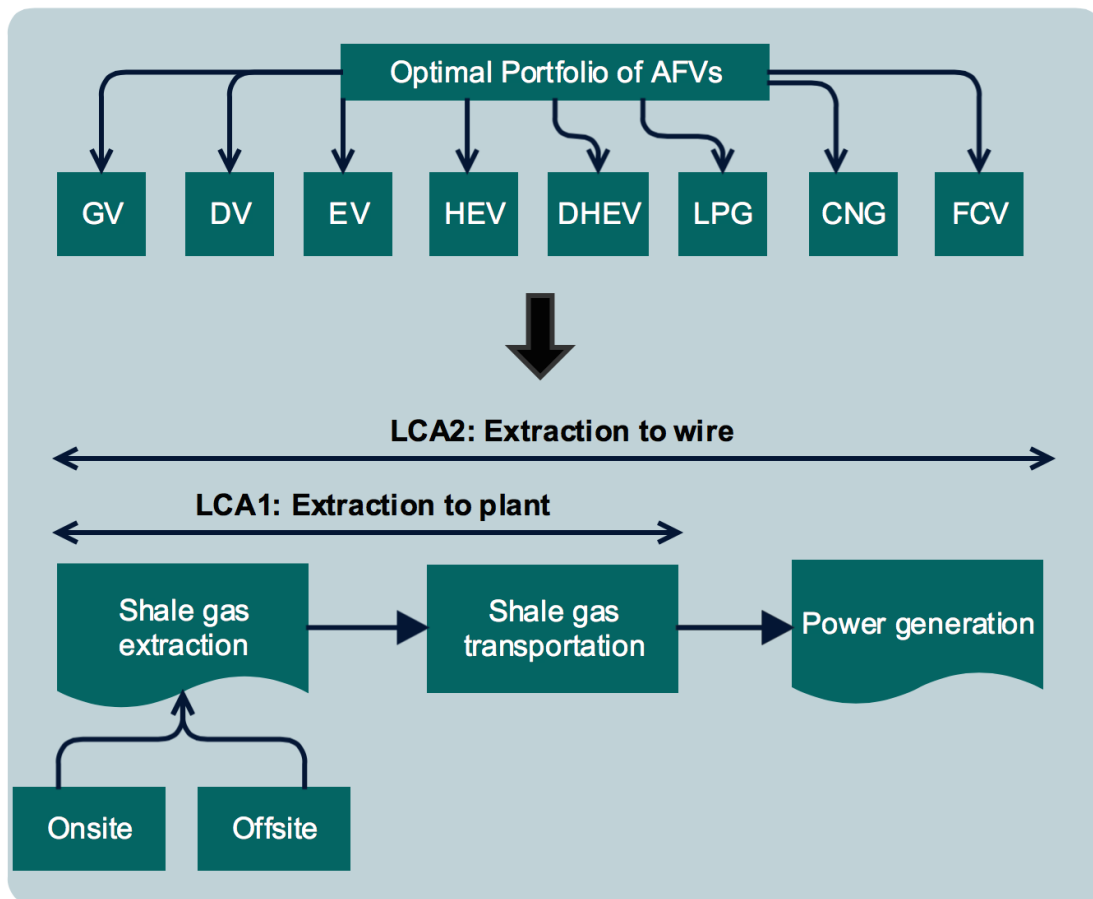 Optimal Portfolio of AFVs
GV
DV
EV
HEV
DHEV
LPG
CNG
FCV
LCA2: Extraction to wire
LCA1: Extraction to plant
Shale gas
extraction
Shale gas
transportation
Power generation
Onsite
Offsite